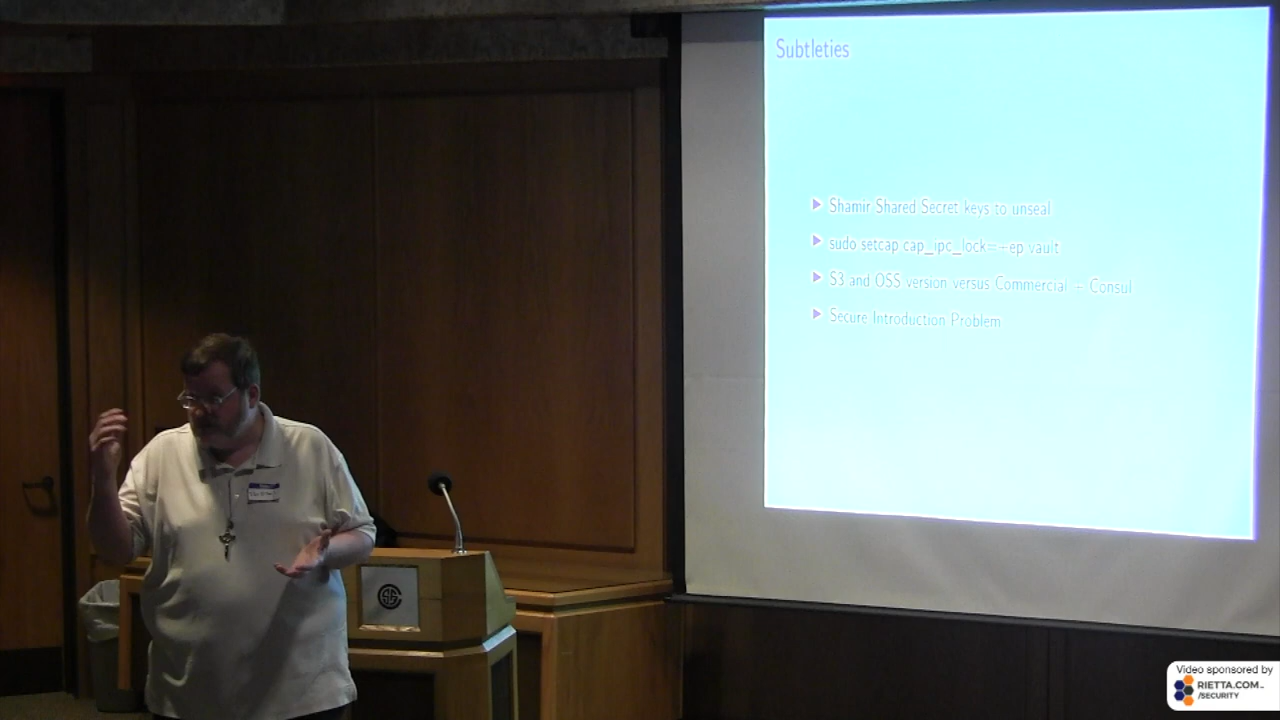 Subtleties
Shamir Shared Secret keys to unseal
sudo setcap cap_ipc_lock=+ep vault
S3 and OSS version versus Commercial - Consul
Secure Introduction Problem
Video sponsored by
RIETTA.COM
/SECURITY